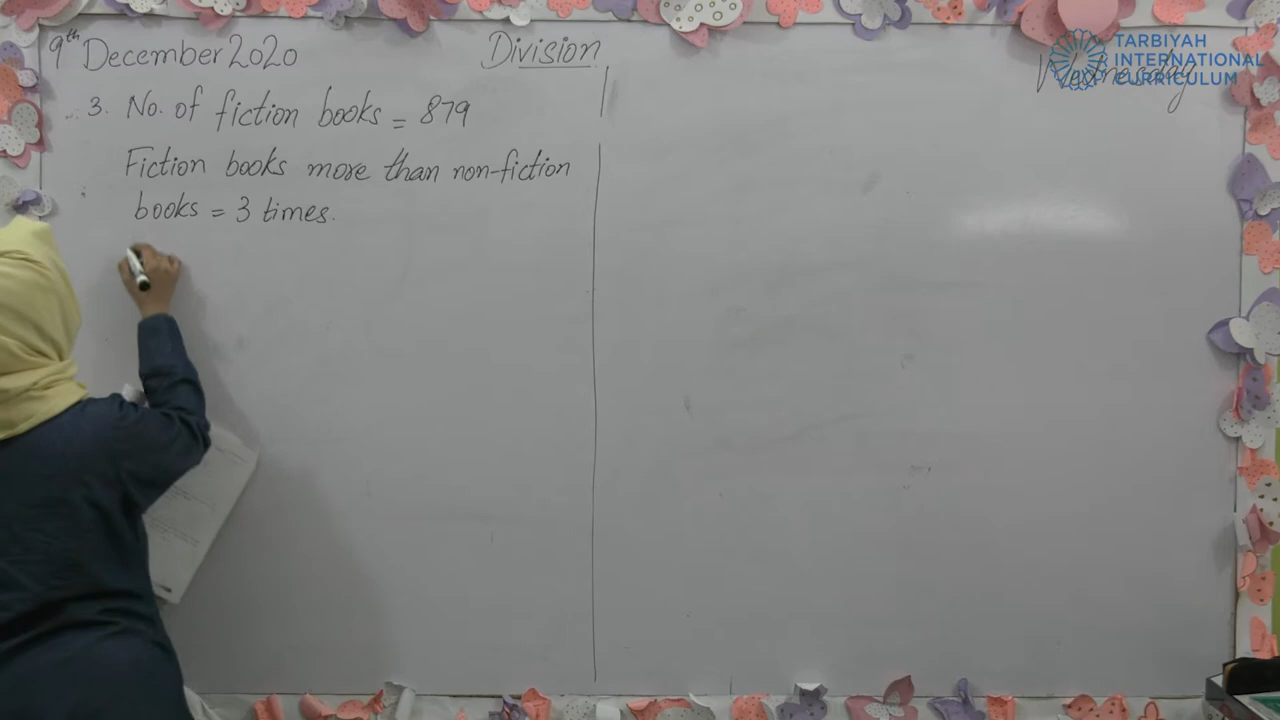 9th December 2020
Division
Wednesday
TARBIYAH
INTERNATIONAL
CURRICULUM
3. No. of fiction books = 879
Fiction books more than non-fiction
books = 3 times.